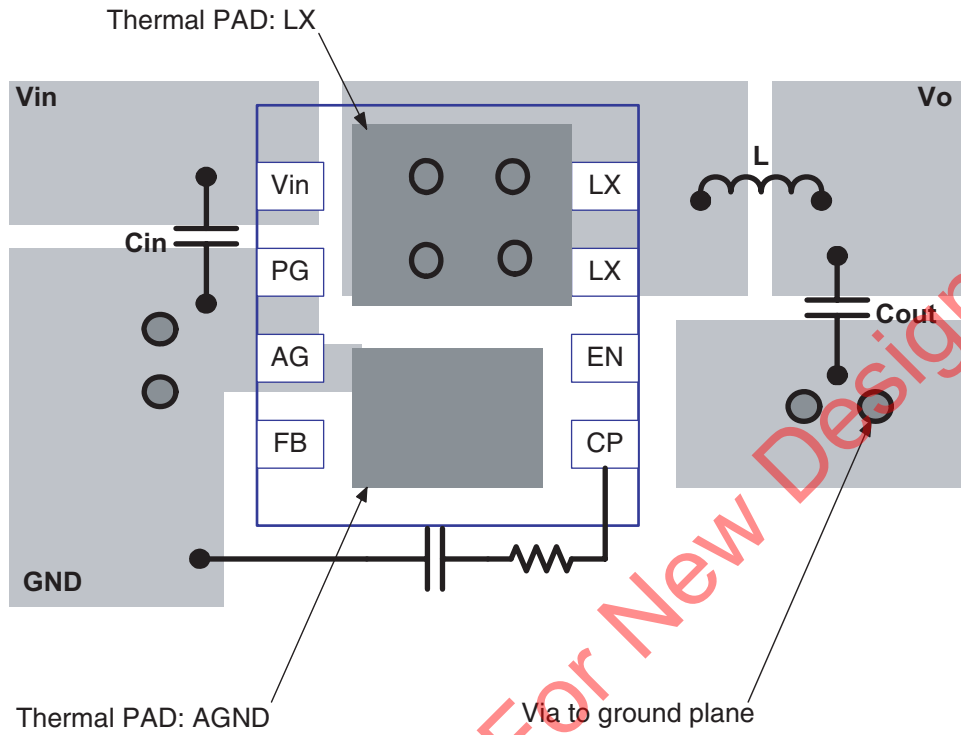 Thermal PAD: LX
Vin
Vo
L
Vin
LX
Cin
PG
LX
Cout
AG
EN
FB
CP
GND
Thermal PAD: AGND
Via to ground plane
For New Design